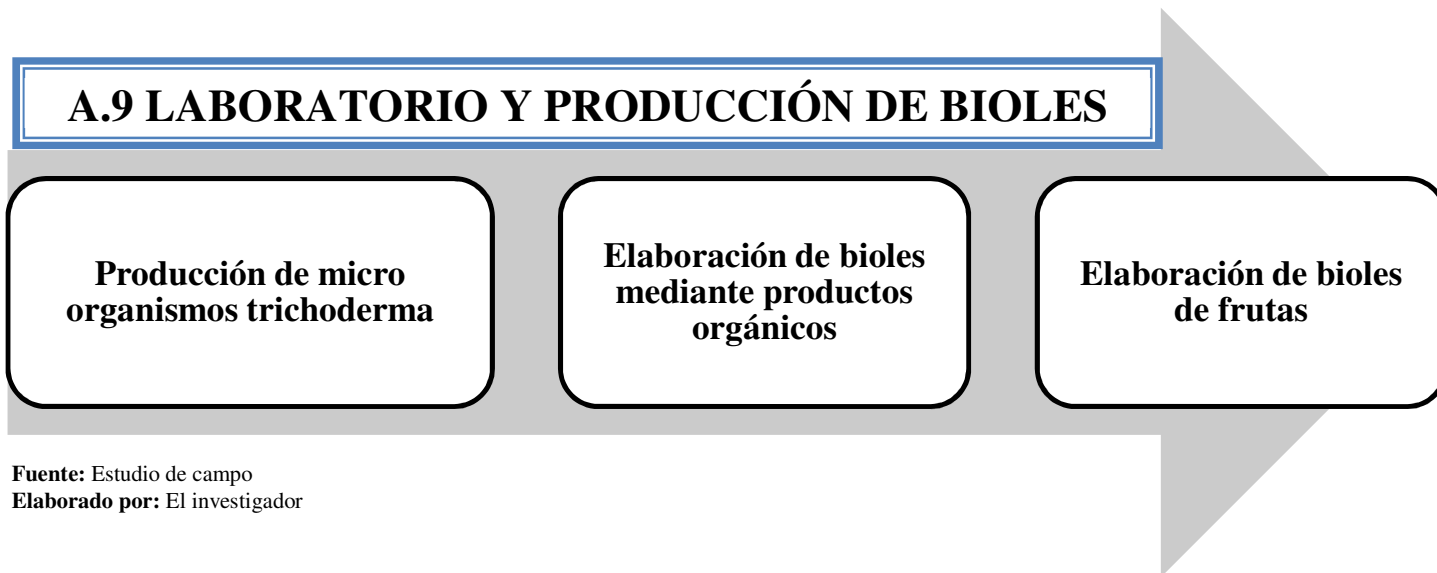 A.9 LABORATORIO Y PRODUCCIÓN DE BIOLES
Producción de micro
organismos trichoderma
Elaboración de bioles
mediante productos
orgánicos
Elaboración de bioles
de frutas
Fuente: Estudio de campo
Elaborado por: El investigador